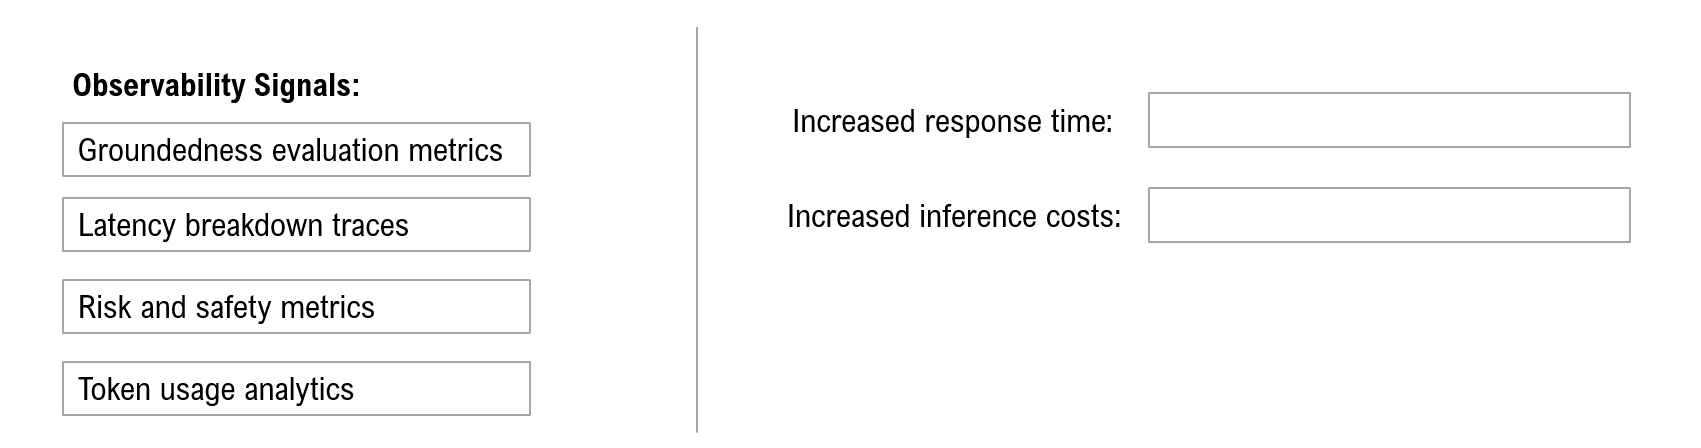 Observability Signals:
Groundedness evaluation metrics
Latency breakdown traces
Risk and safety metrics
Token usage analytics
Increased response time:
Increased inference costs: